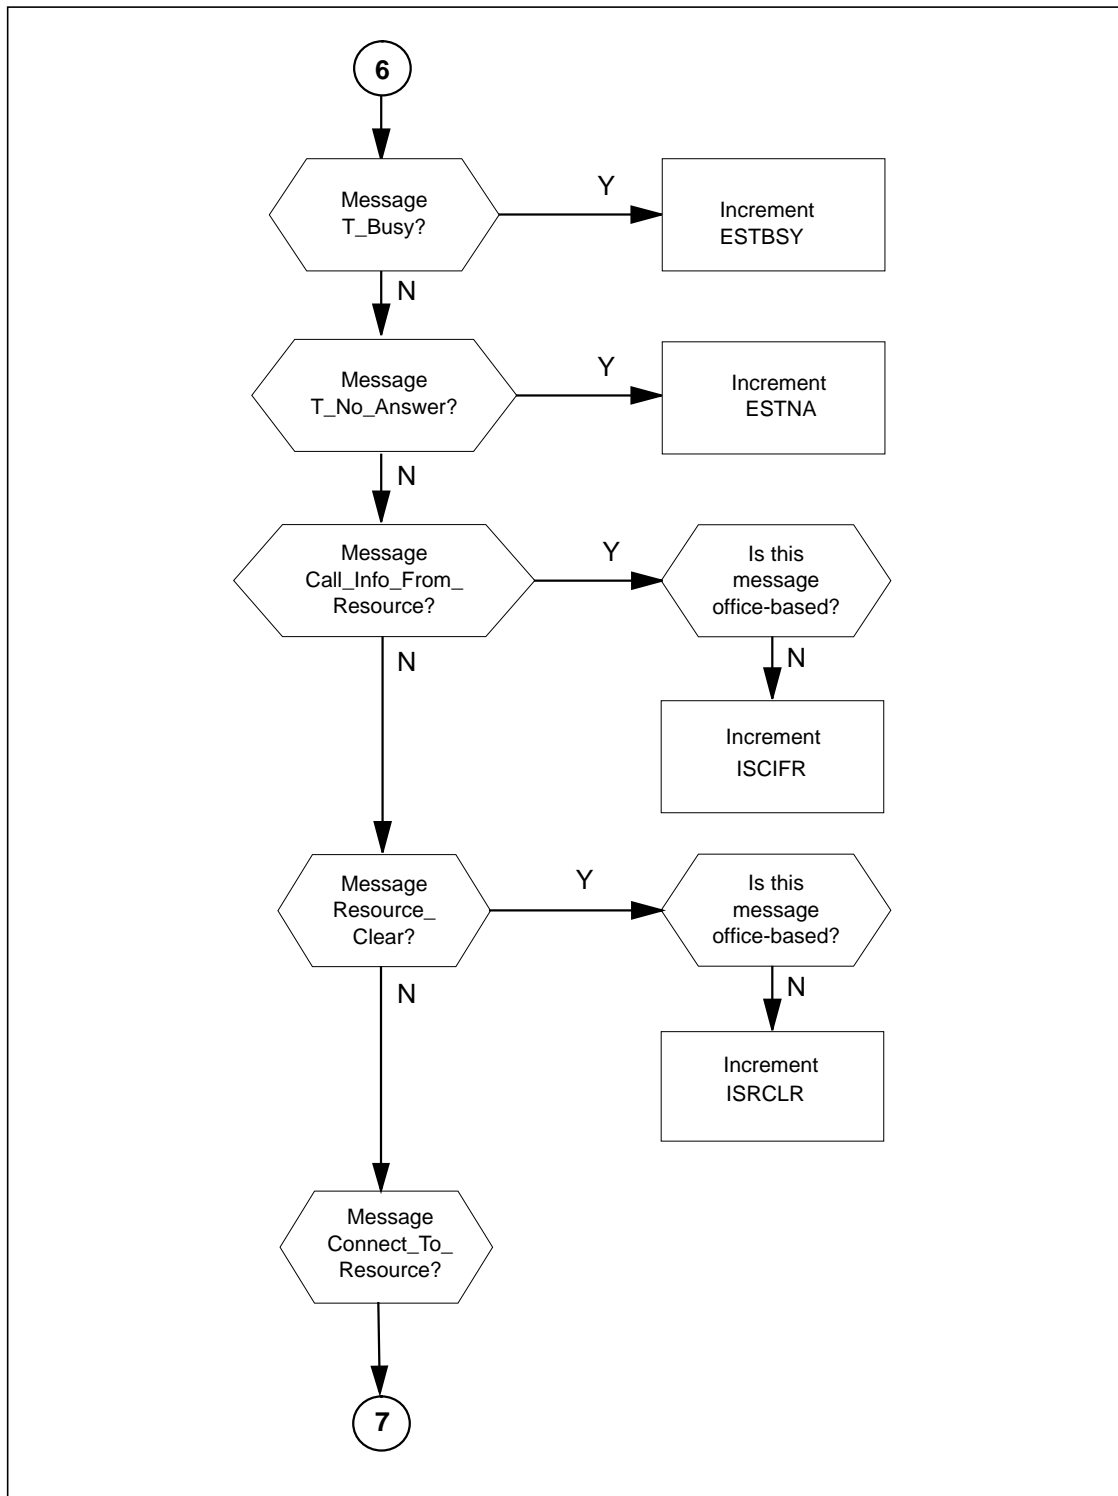 6
Message
T_Busy?
Y
Increment
ESTBSY
N
Message
T_No_Answer?
Y
Increment
ESTNA
N
Message
Call_Info_From_
Resource?
Y
Is this
message
office-based?
N
N
Increment
ISCIFR
Message
Resource_
Clear?
Y
Is this
message
office-based?
N
N
Increment
ISRCLR
Message
Connect_To_
Resource?
7